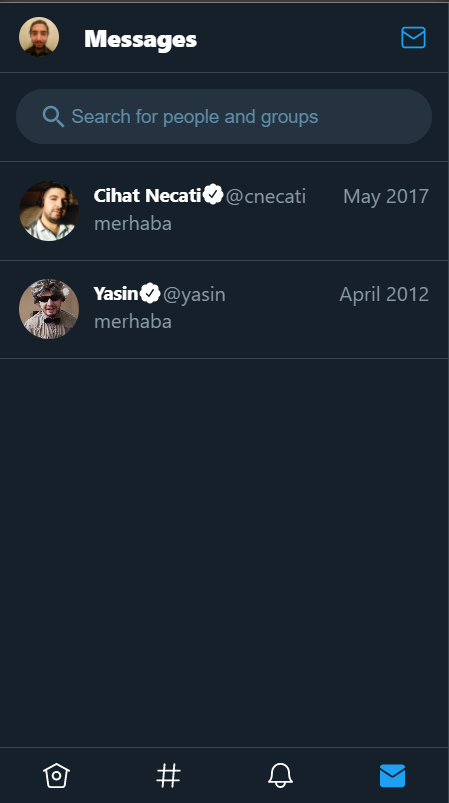 Messages
Search for people and groups
Cihat Necati @cnecati May 2017
merhaba
Yasin @yasin April 2012
merhaba